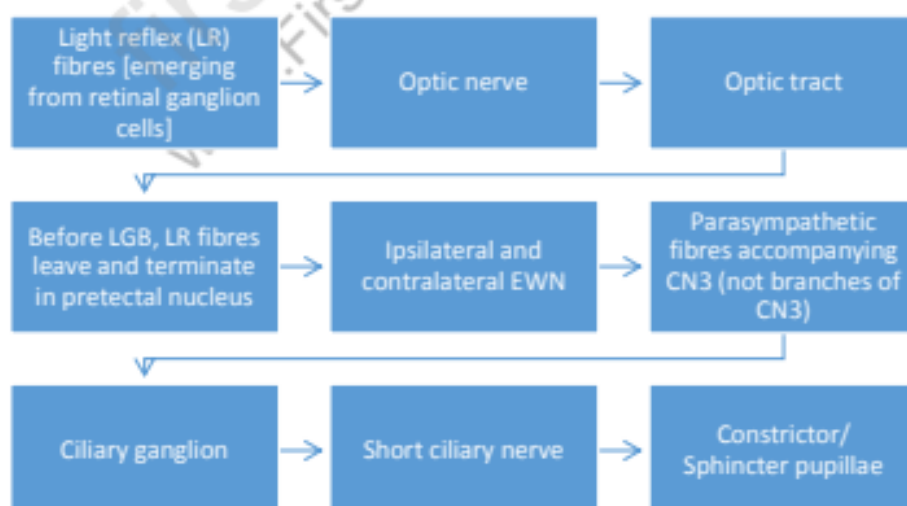 Light reflex (LR)
fibres [emerging
from retinal ganglion
cells]
Optic nerve
Optic tract
Before LGB, LR fibres
leave and terminate
in pretectal nucleus
Ipsilateral and
contralateral EWN
Parasympathetic
fibres accompanying
CN3 (not branches of
CN3)
Ciliary ganglion
Short ciliary nerve
Constrictor/
Sphincter pupillae